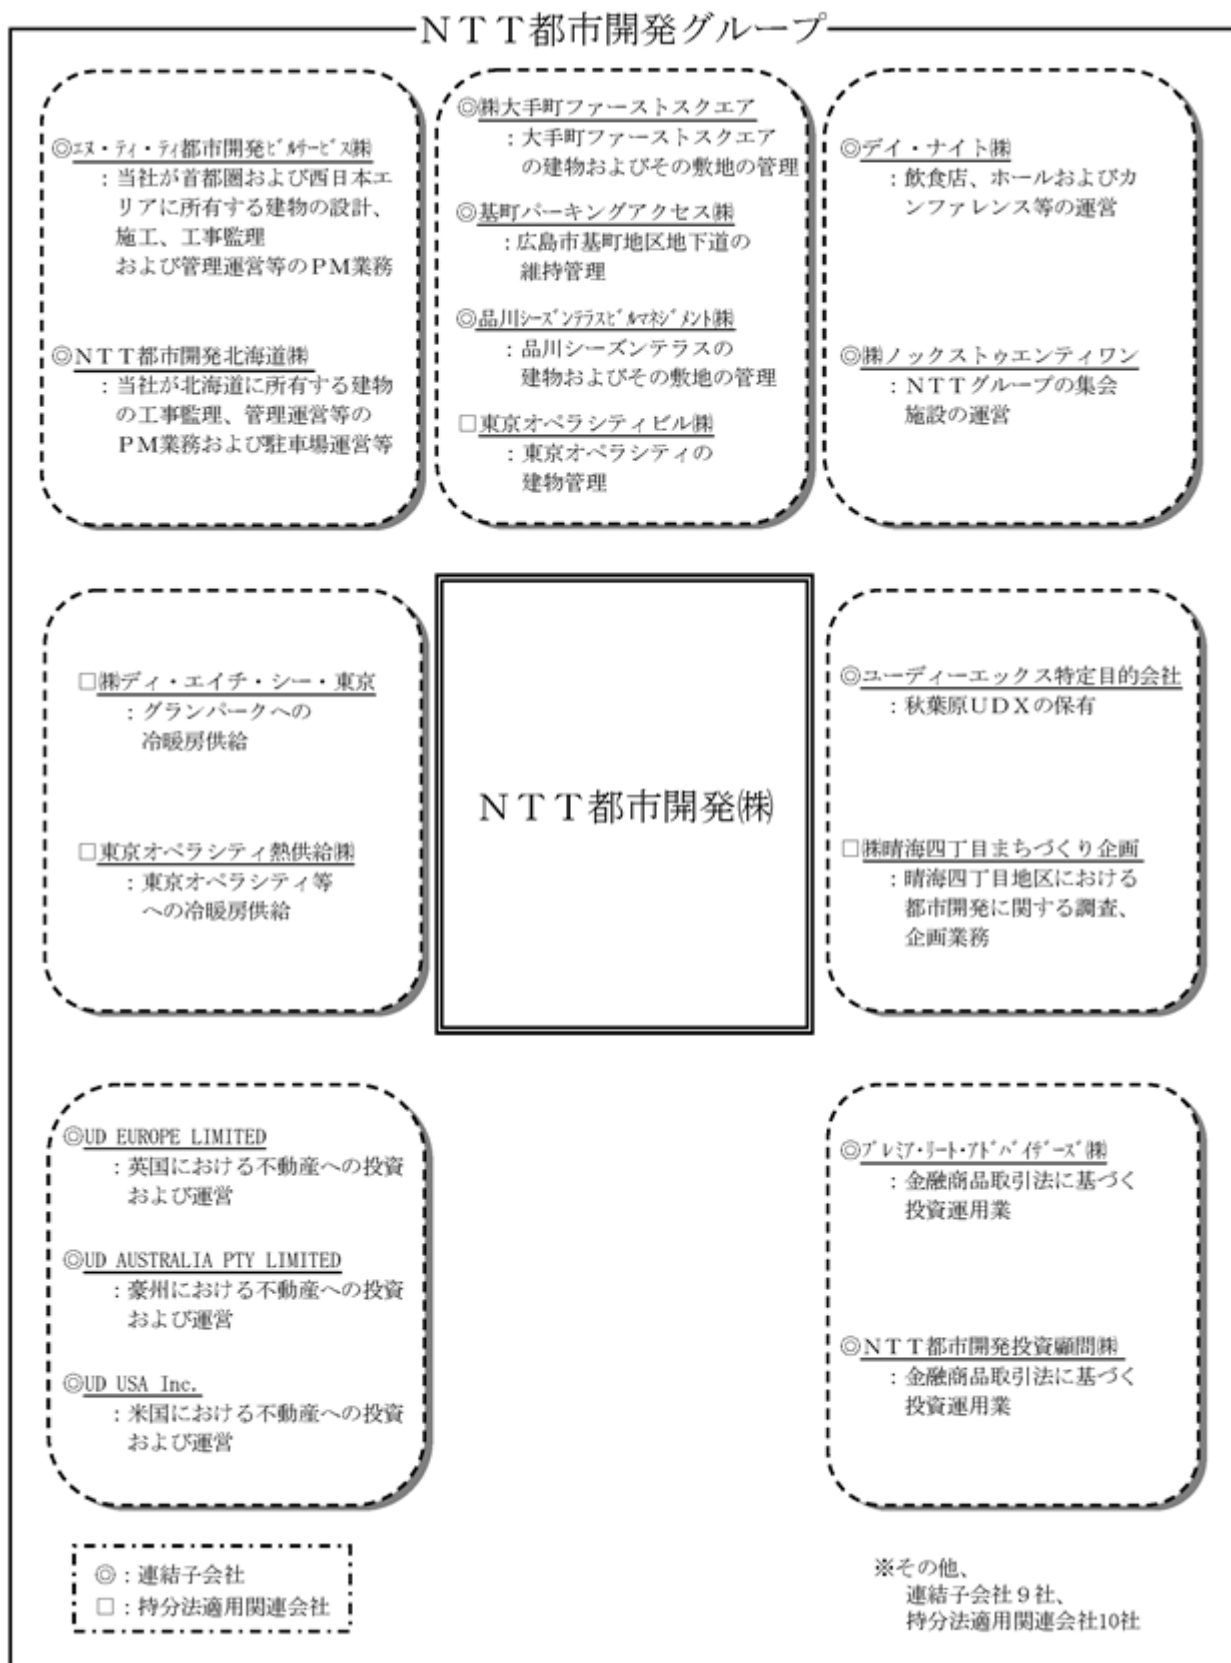 NTT都市開発グループ
◎エヌ・ティ・ティ都市開発ビルサービス㈱
：当社が首都圏および西日本エ
リアに所有する建物の設計、
施工、工事監理
および管理運営等のPM業務
◎NTT都市開発北海道㈱
：当社が北海道に所有する建物
の工事監理、管理運営等の
PM業務および駐車場運営等
◎㈱大手町ファーストスクエア
：大手町ファーストスクエア
の建物およびその敷地の管理
◎基町パーキングアクセス㈱
：広島市基町地区地下道の
維持管理
◎品川シーズンテラスビルマネジメント㈱
：品川シーズンテラスの
建物およびその敷地の管理
□東京オペラシティビル㈱
：東京オペラシティの
建物管理
◎デイ・ナイト㈱
：飲食店、ホールおよびカ
ンファレンス等の運営
◎㈱ノックストゥエンティワン
：NTTグループの集会
施設の運営
□㈱ディ・エイチ・シー・東京
：グランパークへの
冷暖房供給
□東京オペラシティ熱供給㈱
：東京オペラシティ等
への冷暖房供給
NTT都市開発㈱
◎ユーディーエックス特定目的会社
：秋葉原UDXの保有
□㈱晴海四丁目まちづくり企画
：晴海四丁目地区における
都市開発に関する調査、
企画業務
◎UD EUROPE LIMITED
：英国における不動産への投資
および運営
◎UD AUSTRALIA PTY LIMITED
：豪州における不動産への投資
および運営
◎UD USA Inc.
：米国における不動産への投資
および運営
◎プレミア・リート・アドバイザーズ㈱
：金融商品取引法に基づく
投資運用業
◎NTT都市開発投資顧問㈱
：金融商品取引法に基づく
投資運用業
◎：連結子会社
□：持分法適用関連会社
※その他、
連結子会社9社、
持分法適用関連会社10社